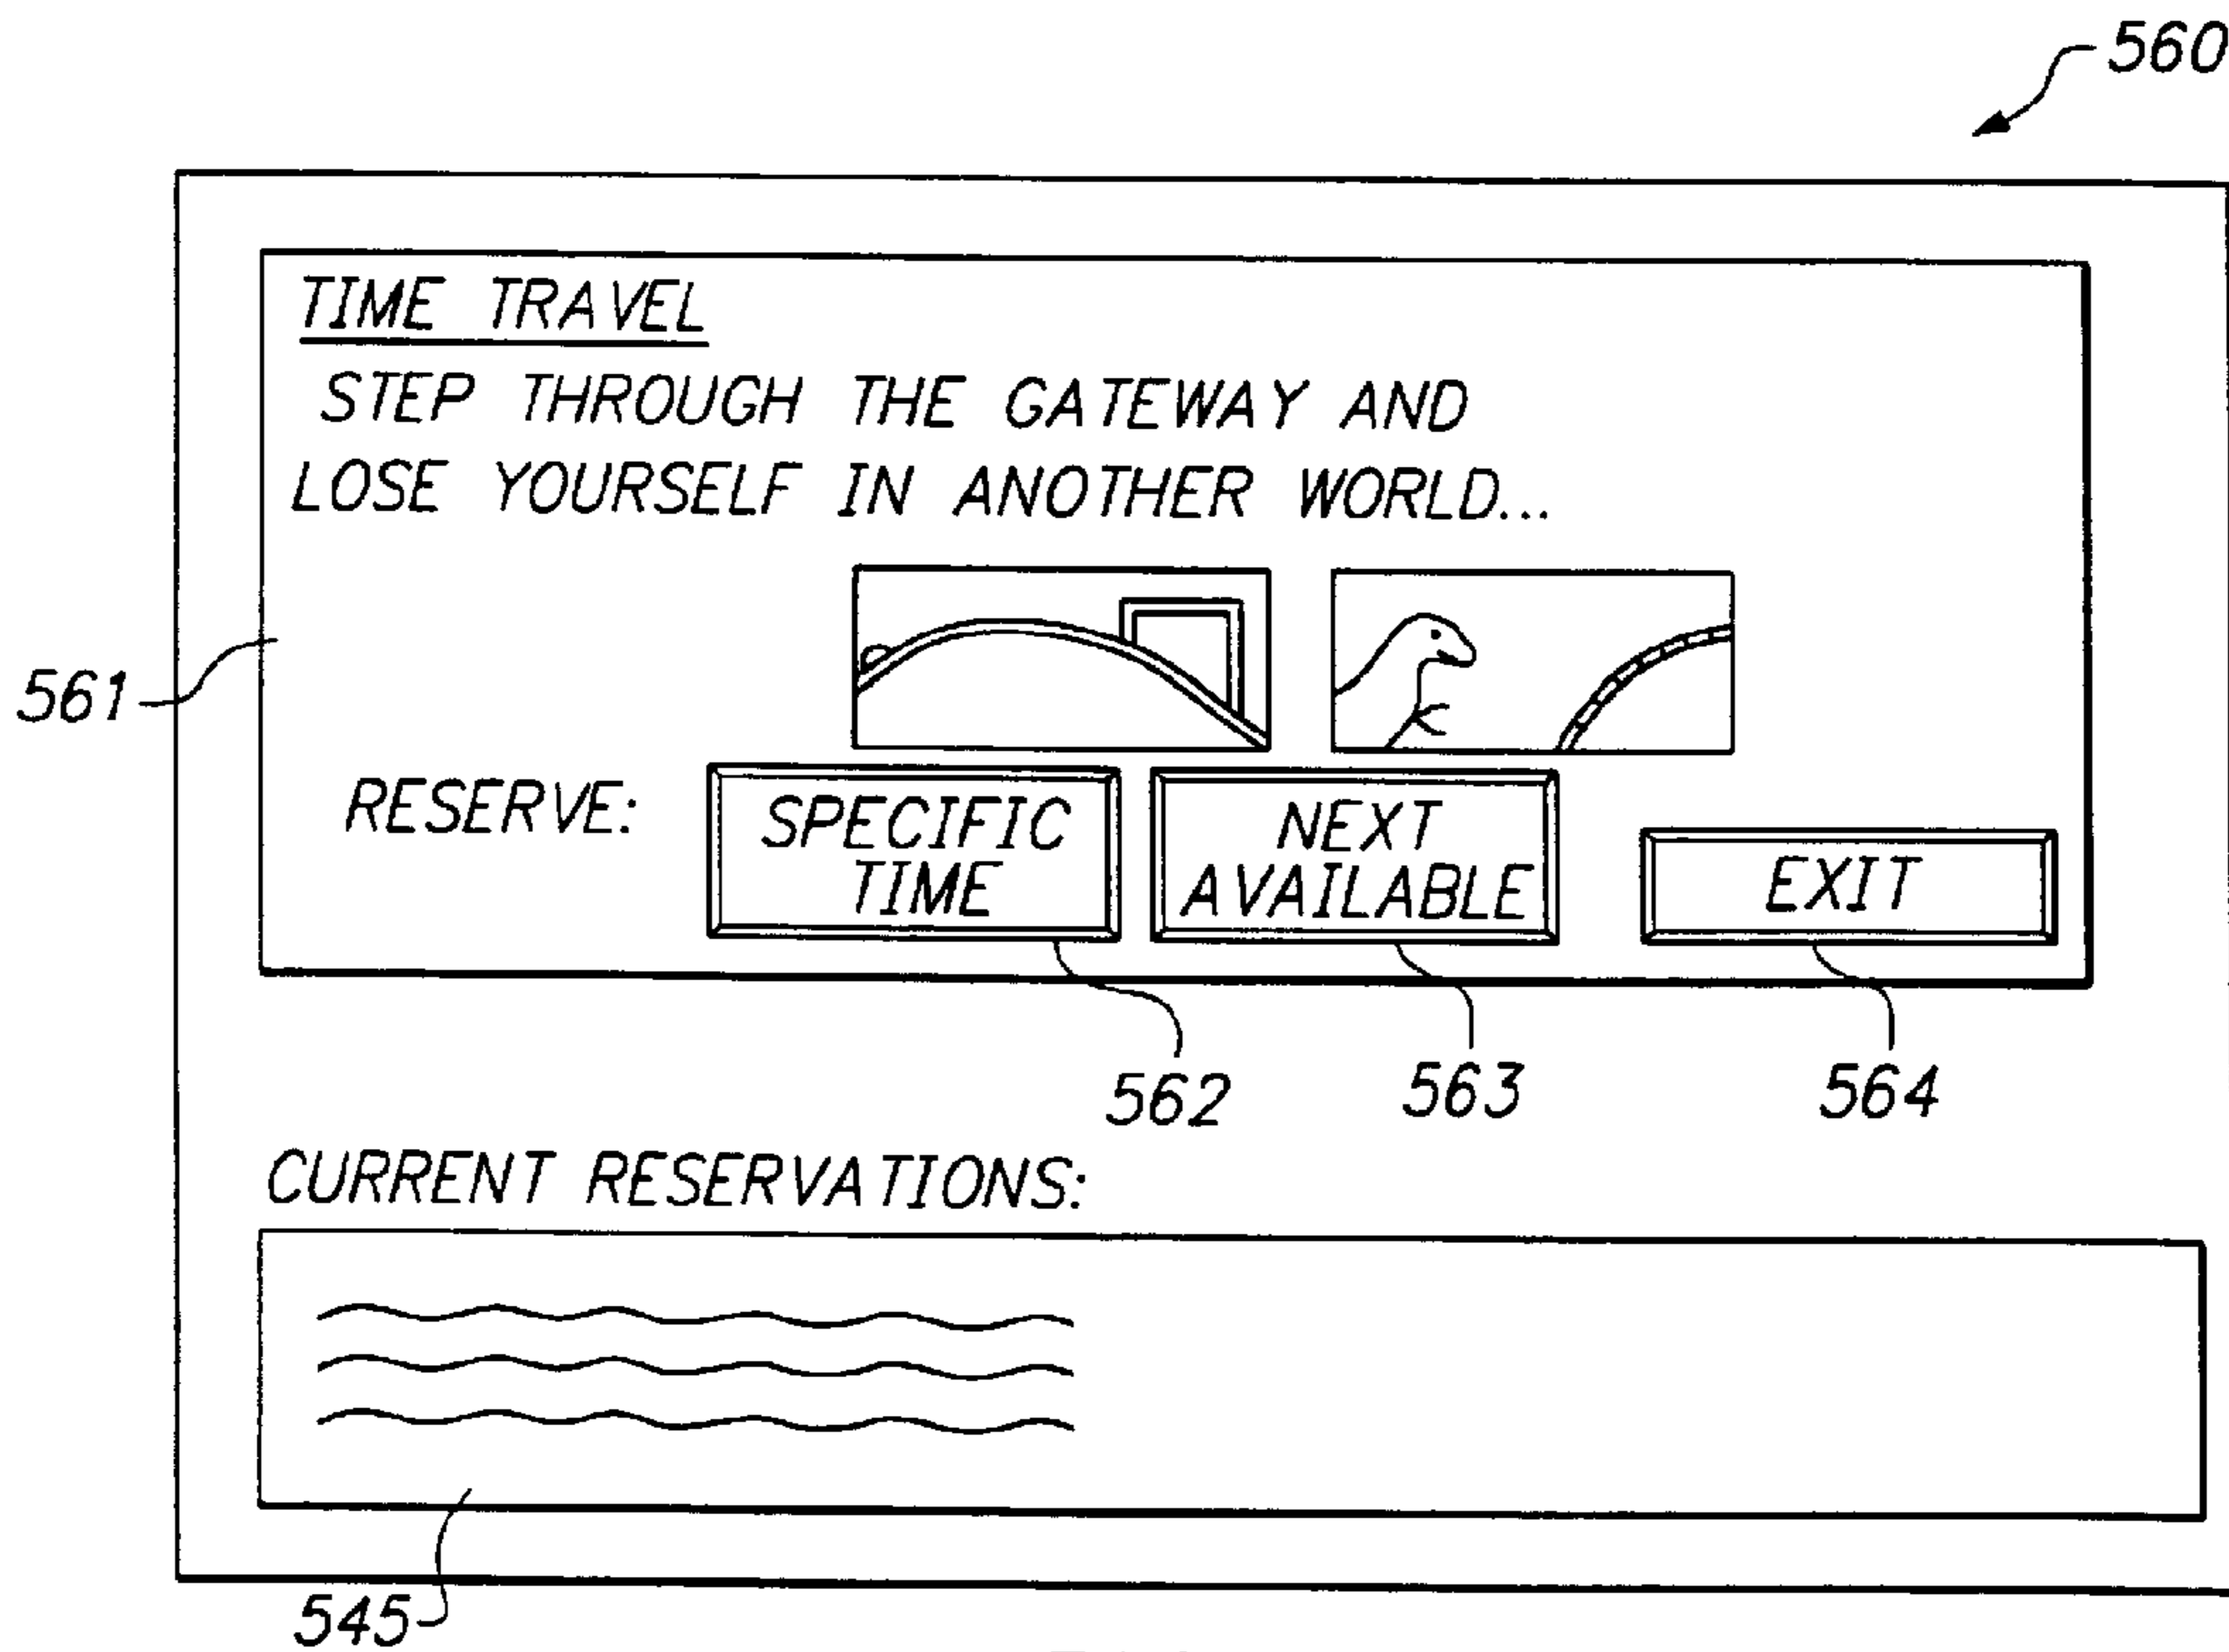 560
TIME TRAVEL
STEP THROUGH THE GATEWAY AND
LOSE YOURSELF IN ANOTHER WORLD...
561
RESERVE:
SPECIFIC
TIME
NEXT
AVAILABLE
EXIT
562
563
564
CURRENT RESERVATIONS:
545